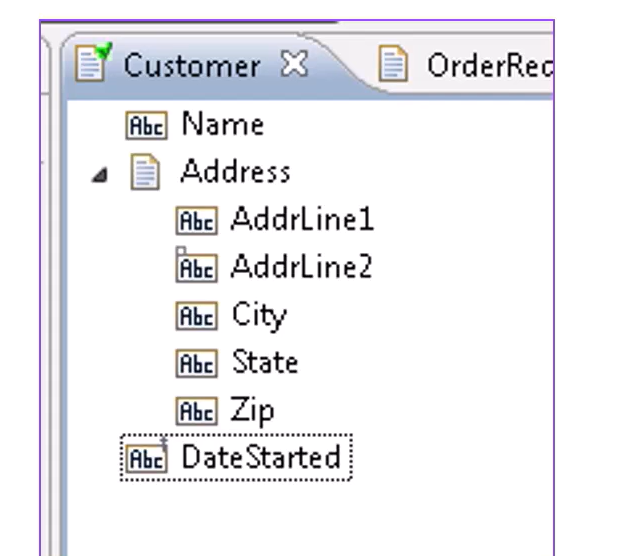 Customer OrderRec
Abc Name
Address
Abc AddrLine1
Abc AddrLine2
Abc City
Abc State
Abc Zip
Abc DateStarted